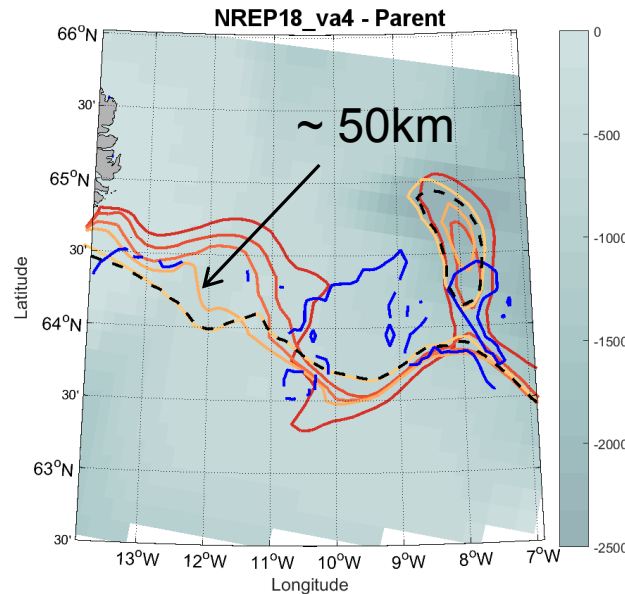 NREP18_va4 - Parent
66°N
30'
65°N
30'
64°N
30'
63°N
30'
Latitude
~ 50km
13°W
12°W
11°W
10°W
9°W
8°W
7°W
Longitude
0
-500
-1000
-1500
-2000
-2500